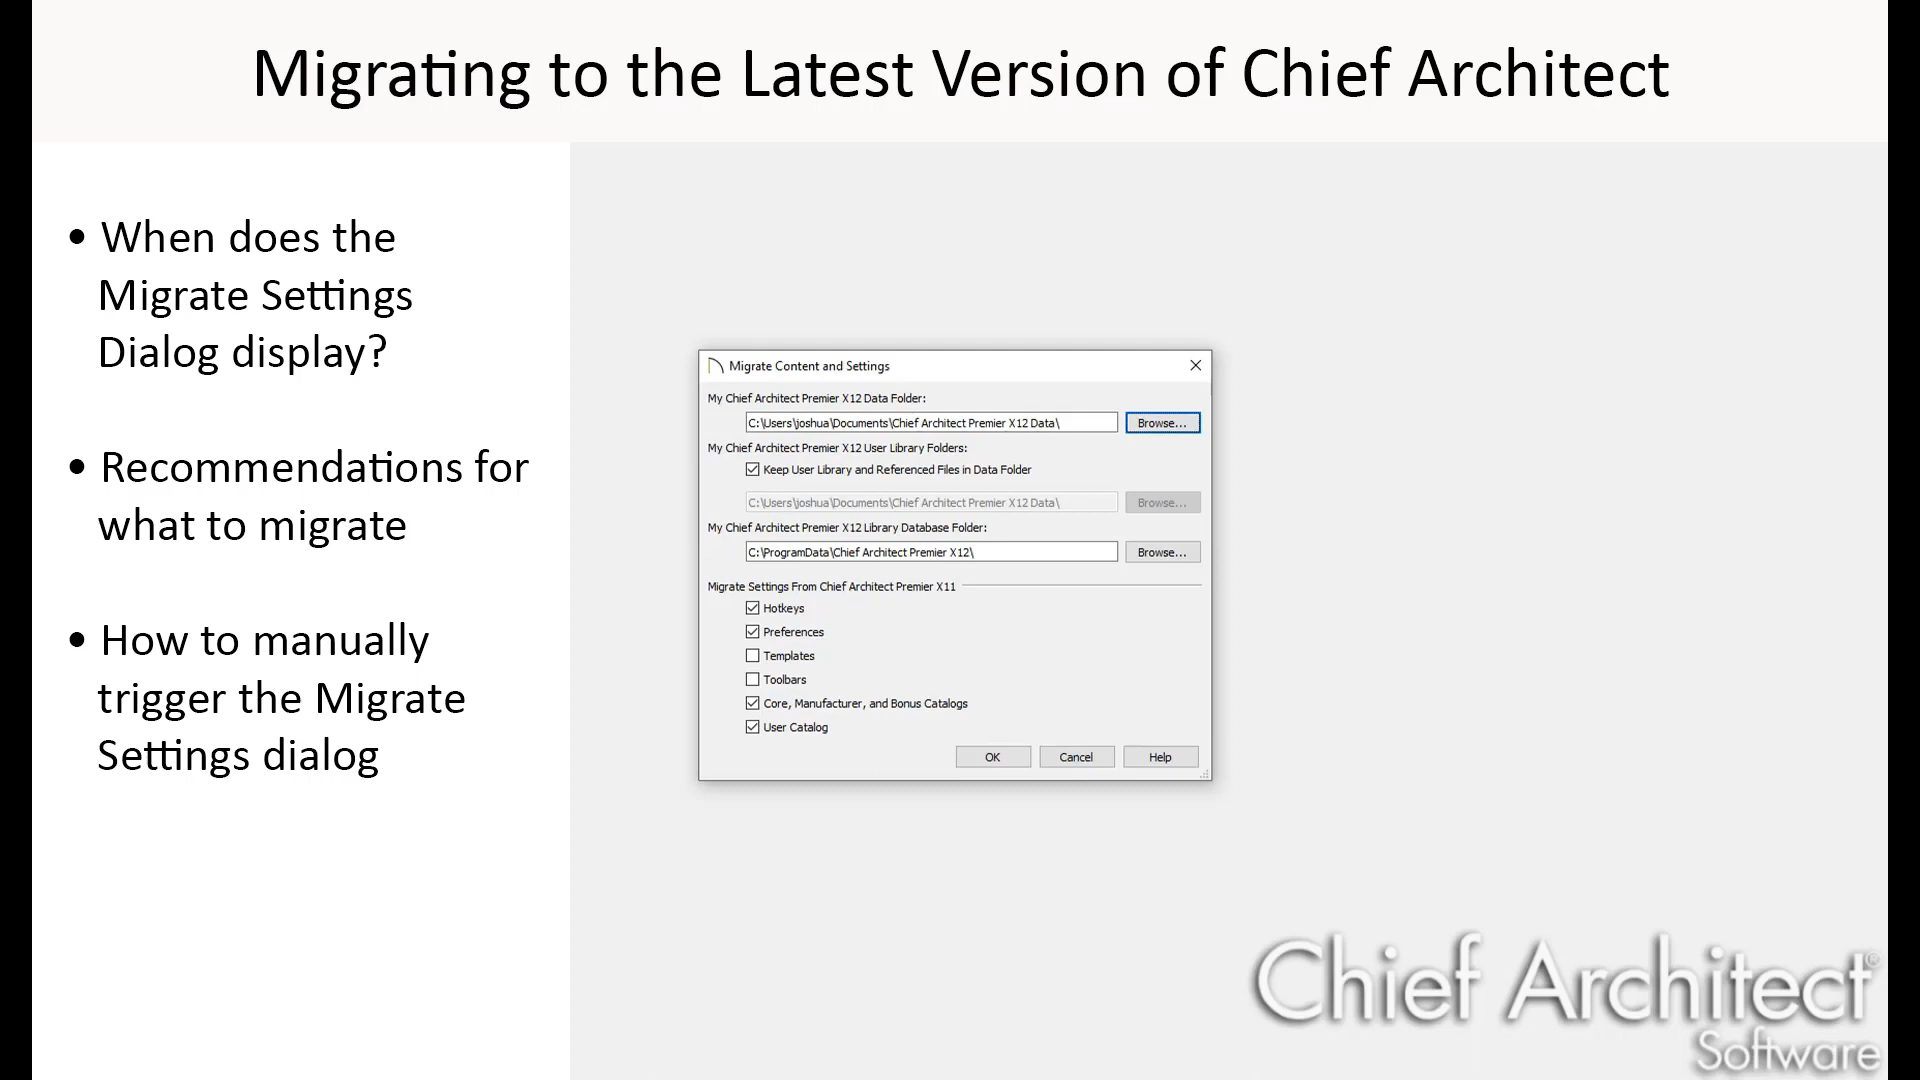 Migrating to the Latest Version of Chief Architect
• When does the
Migrate Settings
Dialog display?
• Recommendations for
what to migrate
• How to manually
trigger the Migrate
Settings dialog
Migrate Content and Settings
My Chief Architect Premier X12 Data Folder:
C:\Users\joshua\Documents\Chief Architect Premier X12 Data\ Browse...
My Chief Architect Premier X12 User Library Folders:
Keep User Library and Referenced Files in Data Folder
C:\Users\joshua\Documents\Chief Architect Premier X12 Data\ Browse...
My Chief Architect Premier X12 Library Database Folder:
C:\ProgramData\Chief Architect Premier X12\ Browse...
Migrate Settings From Chief Architect Premier X11
Hotkeys
Preferences
Templates
Toolbars
Core, Manufacturer, and Bonus Catalogs
User Catalog
OK Cancel Help
Chief Architect®
Software